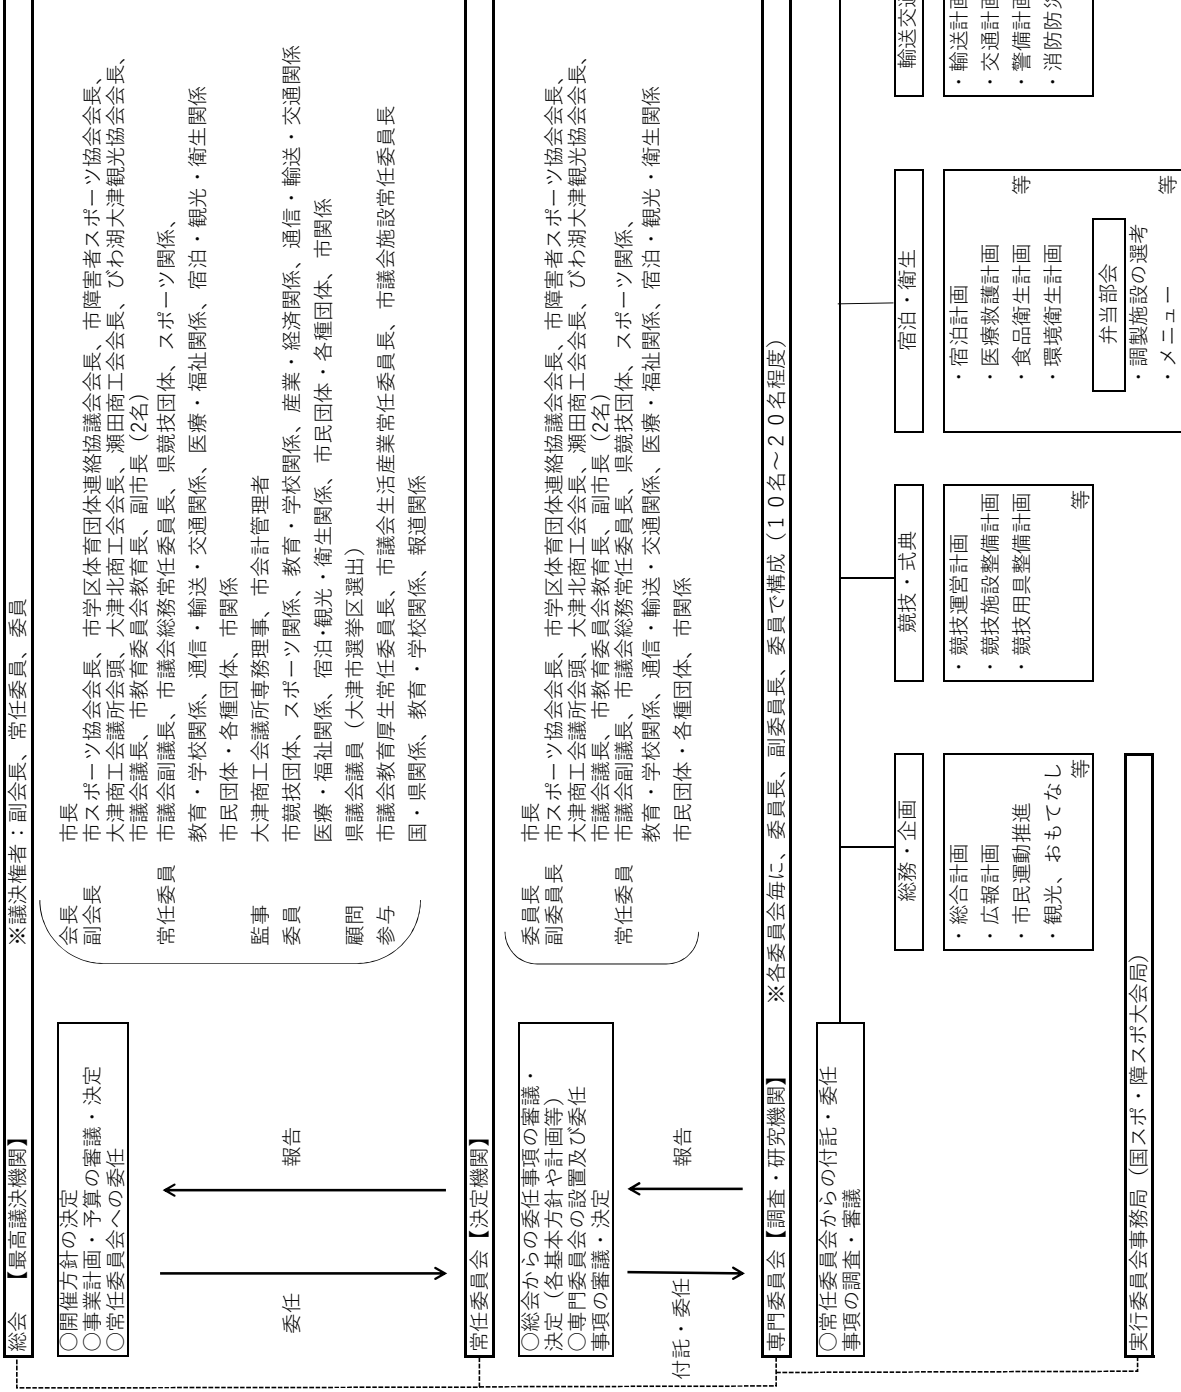 総会　【最高議決機関】　※議決権者：副会長、常任委員、委員
○開催方針の決定
○事業計画・予算の審議・決定
○常任委員会への委任
会長　市長
副会長　市スポーツ協会会長、市学区体育団体連絡協議会会長、市障害者スポーツ協会会長、
大津商工会議所会頭、大津北商工会会長、瀬田商工会会長、びわ湖大津観光協会会長、
市議会議長、市教育委員会教育長、副市長（2名）
常任委員　市議会副議長、市議会総務常任委員長、県競技団体、スポーツ関係、
教育・学校関係、通信・輸送・交通関係、医療・福祉関係、宿泊・観光・衛生関係
市民団体・各種団体、市関係
監事　大津商工会議所専務理事、市会計管理者
委員　市競技団体、スポーツ関係、教育・学校関係、産業・経済関係、通信・輸送・交通関係
医療・福祉関係、宿泊・観光・衛生関係、市民団体・各種団体、市関係
顧問　県議会議員（大津市選挙区選出）
参与　市議会教育厚生常任委員長、市議会生活産業常任委員長、市議会施設常任委員長
国・県関係、教育・学校関係、報道関係
委任
報告
常任委員会【決定機関】
○総会からの委任事項の審議・
決定（各基本方針や計画等）
○専門委員会の設置及び委任
事項の審議・決定
委員長　市長
副委員長　市スポーツ協会会長、市学区体育団体連絡協議会会長、市障害者スポーツ協会会長、
大津商工会議所会頭、大津北商工会会長、瀬田商工会会長、びわ湖大津観光協会会長、
市議会議長、市教育委員会教育長、副市長（2名）
常任委員　市議会副議長、市議会総務常任委員長、県競技団体、スポーツ関係、
教育・学校関係、通信・輸送・交通関係、医療・福祉関係、宿泊・観光・衛生関係
市民団体・各種団体、市関係
付託・委任
報告
専門委員会【調査・研究機関】　※各委員会毎に、委員長、副委員長、委員で構成（１０名～２０名程度）
○常任委員会からの付託・委任
事項の調査・審議
総務・企画
・総合計画
・広報計画
・市民運動推進
・観光、おもてなし
等
競技・式典
・競技運営計画
・競技施設整備計画
・競技用具整備計画
等
宿泊・衛生
・宿泊計画
・医療救護計画
・食品衛生計画
等
・環境衛生計画
弁当部会
・調製施設の選考
・メニュー
等
輸送交通
・輸送計画
・交通計画
・警備計画
・消防防災
実行委員会事務局（国スポ・障スポ大会局）